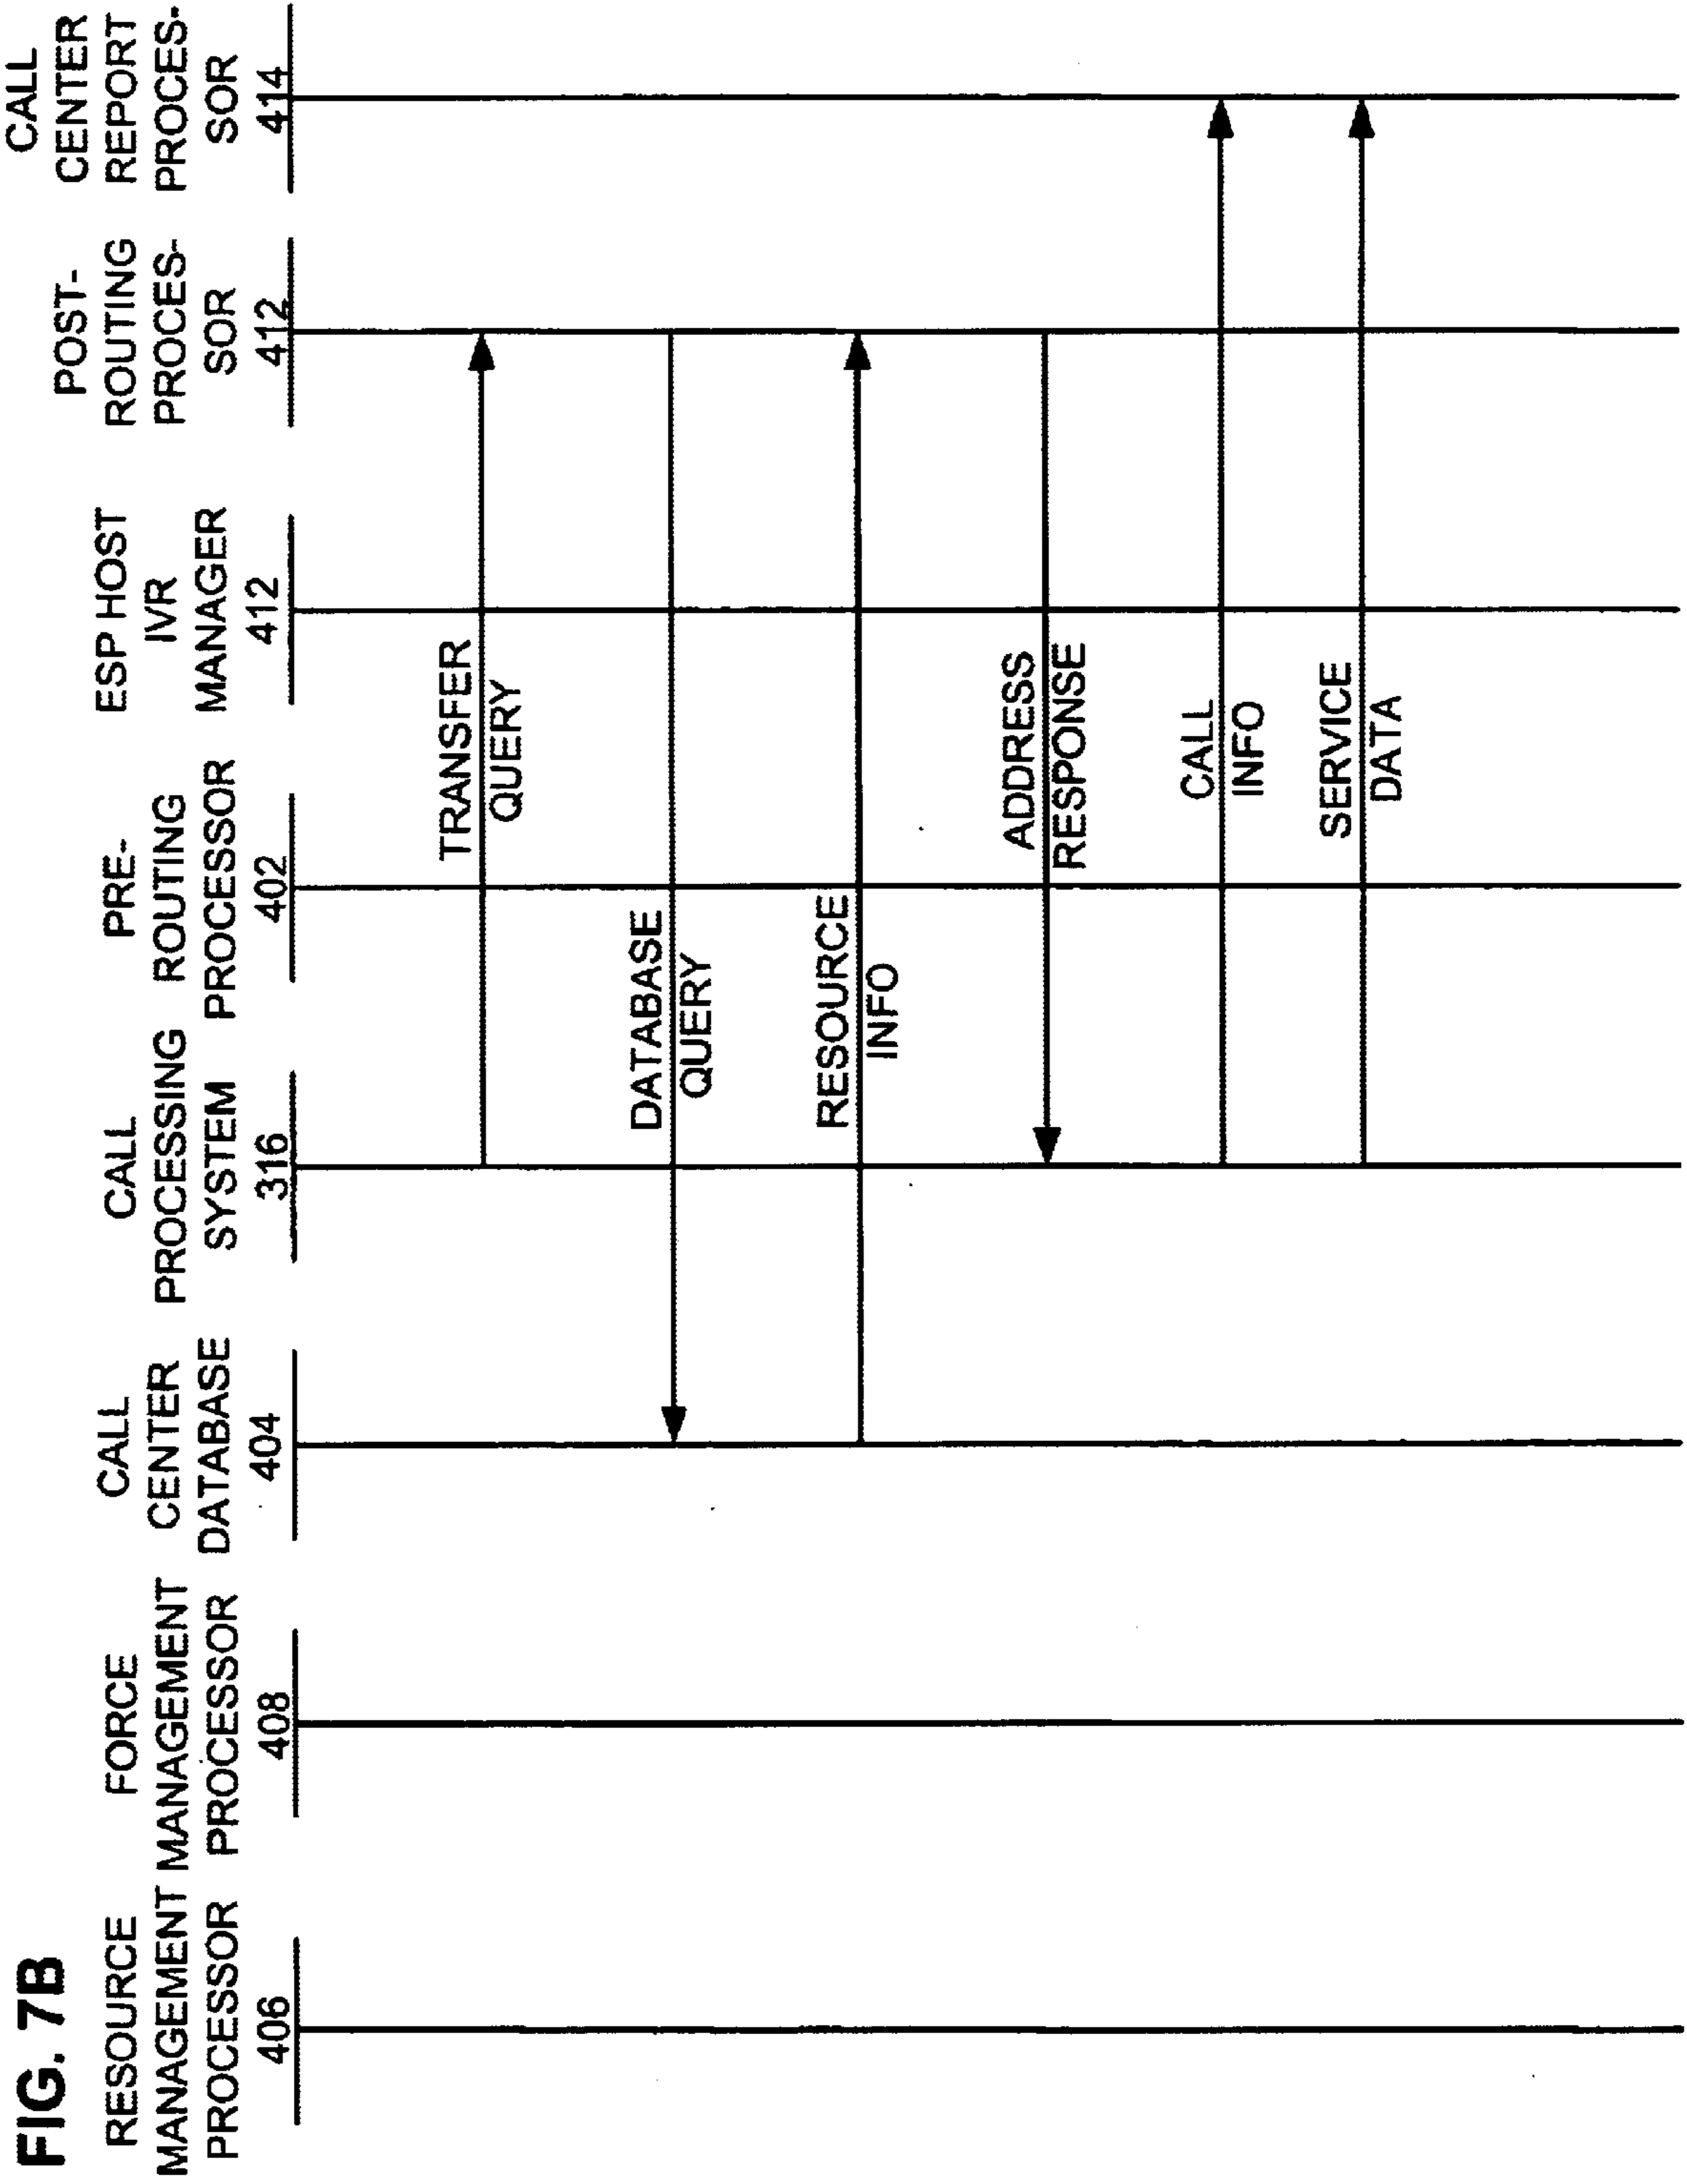 FIG. 7B
RESOURCE
MANAGEMENT
PROCESSOR
406
FORCE
MANAGEMENT
PROCESSOR
408
CALL
CENTER
DATABASE
404
CALL
PROCESSING
SYSTEM
316
PRE-
ROUTING
PROCESSOR
402
ESP HOST
IVR
MANAGER
412
POST-
ROUTING
PROCES-
SOR
412
CALL
CENTER
REPORT
PROCES-
SOR
414
TRANSFER
QUERY
DATABASE
QUERY
RESOURCE
INFO
ADDRESS
RESPONSE
CALL
INFO
SERVICE
DATA